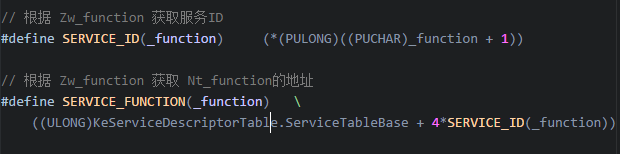 // 根据 Zw_function 获取服务ID
#define SERVICE_ID(_function)     (*(PULONG)((PUCHAR)_function + 1))
// 根据 Zw_function 获取 Nt_function的地址
#define SERVICE_FUNCTION(_function)   \
    ((ULONG)KeServiceDescriptorTable.ServiceTableBase + 4*SERVICE_ID(_function))